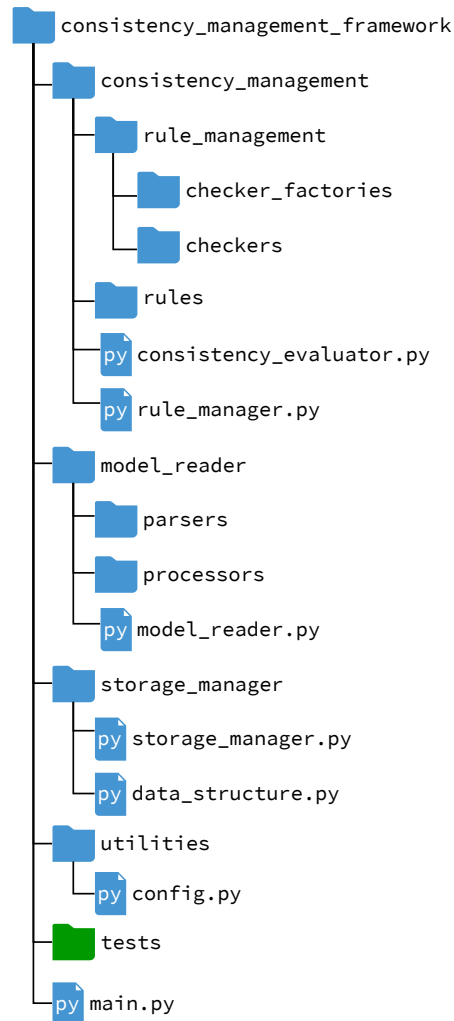 consistency_management_framework
consistency_management
rule_management
checker_factories
checkers
rules
py consistency_evaluator.py
py rule_manager.py
model_reader
parsers
processors
py model_reader.py
storage_manager
py storage_manager.py
py data_structure.py
utilities
py config.py
tests
py main.py